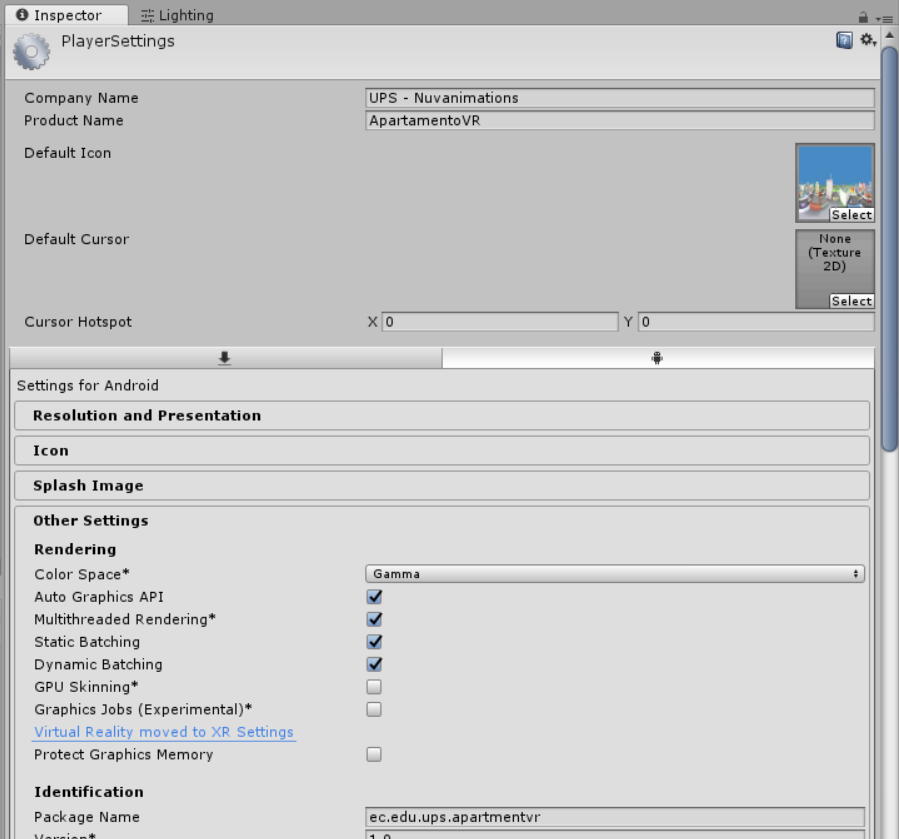 Inspector Lighting
PlayerSettings
Company Name UPS - Nuvanimations
Product Name ApartamentoVR
Default Icon
Select
Default Cursor None
(Texture
2D)
Select
Cursor Hotspot X 0 Y 0
Settings for Android
Resolution and Presentation
Icon
Splash Image
Other Settings
Rendering
Color Space* Gamma
Auto Graphics API
Multithreaded Rendering*
Static Batching
Dynamic Batching
GPU Skinning*
Graphics Jobs (Experimental)*
Virtual Reality moved to XR Settings
Protect Graphics Memory
Identification
Package Name ec.edu.ups.apartmentvr
Version* 1.0